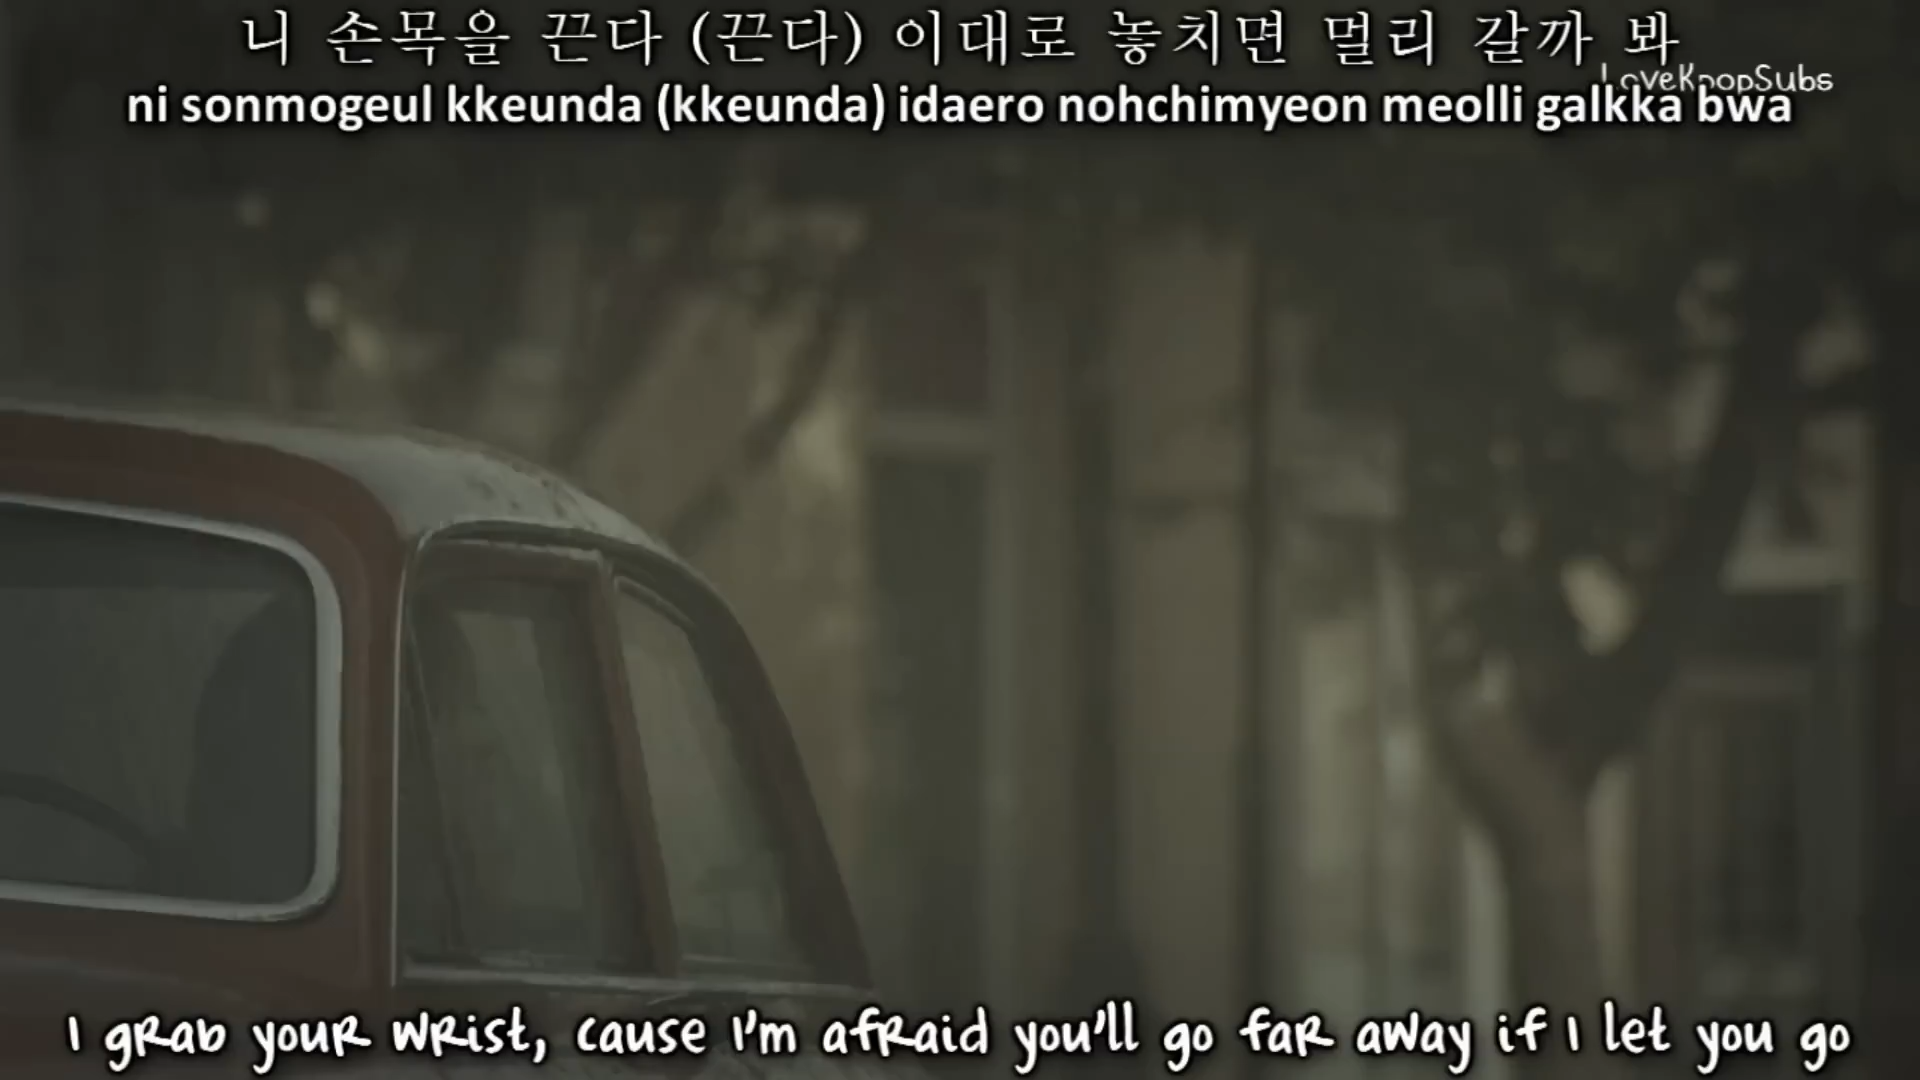 니 손목을 끈다 (끈다) 이대로 놓치면 멀리 갈까 봐
LoveKpopSubs
ni sonmogeul kkeunda (kkeunda) idaero nohchimyeon meolli galkka bwa
I grab your wrist, cause I'm afraid you'll go far away if I let you go